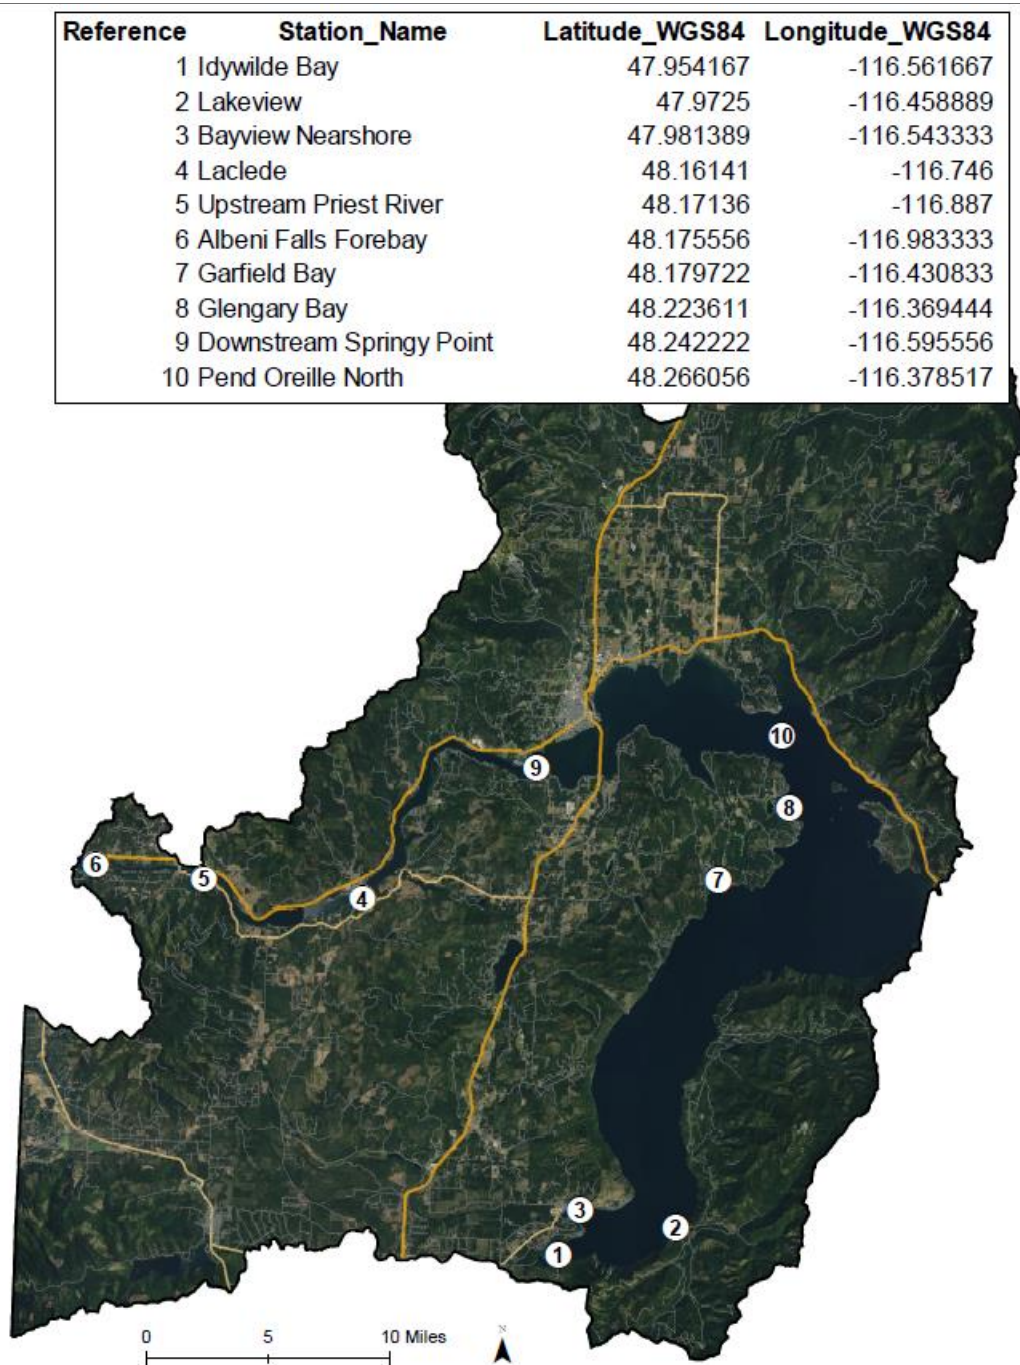 Reference Station_Name Latitude_WGS84 Longitude_WGS84
1 Idywilde Bay 47.954167 -116.561667
2 Lakeview 47.9725 -116.458889
3 Bayview Nearshore 47.981389 -116.543333
4 Laclede 48.16141 -116.746
5 Upstream Priest River 48.17136 -116.887
6 Albeni Falls Forebay 48.175556 -116.983333
7 Garfield Bay 48.179722 -116.430833
8 Glengary Bay 48.223611 -116.369444
9 Downstream Springy Point 48.242222 -116.595556
10 Pend Oreille North 48.266056 -116.378517
10
9
8
6
5
7
4
3
2
1
0 5 10 Miles
N